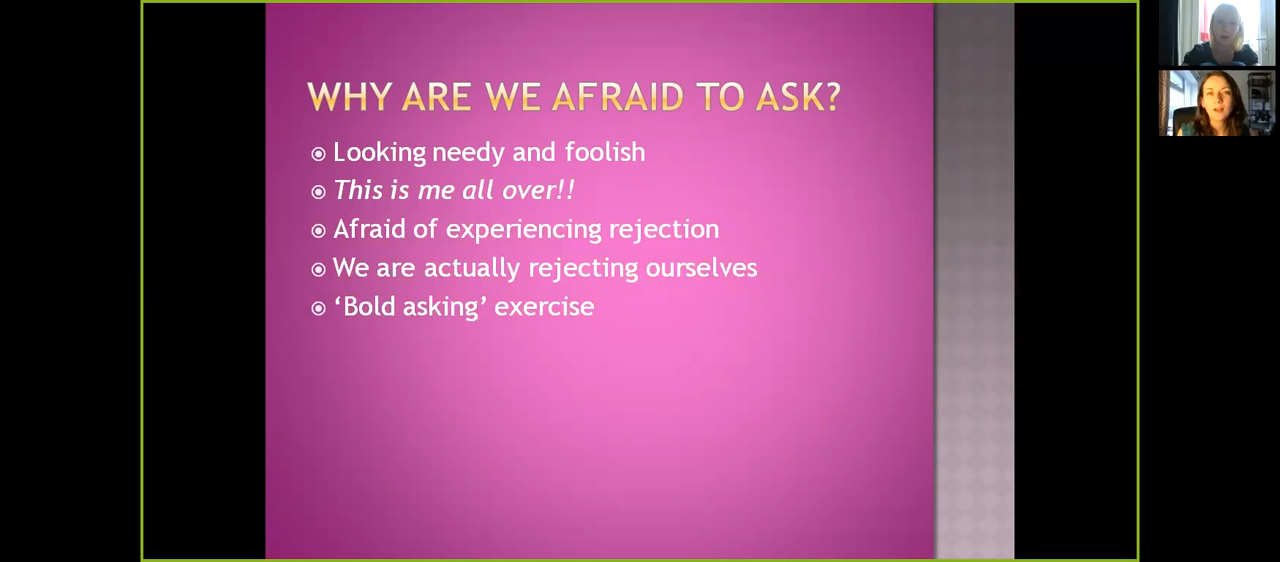 WHY ARE WE AFRAID TO ASK?
Looking needy and foolish
This is me all over!!
Afraid of experiencing rejection
We are actually rejecting ourselves
‘Bold asking’ exercise